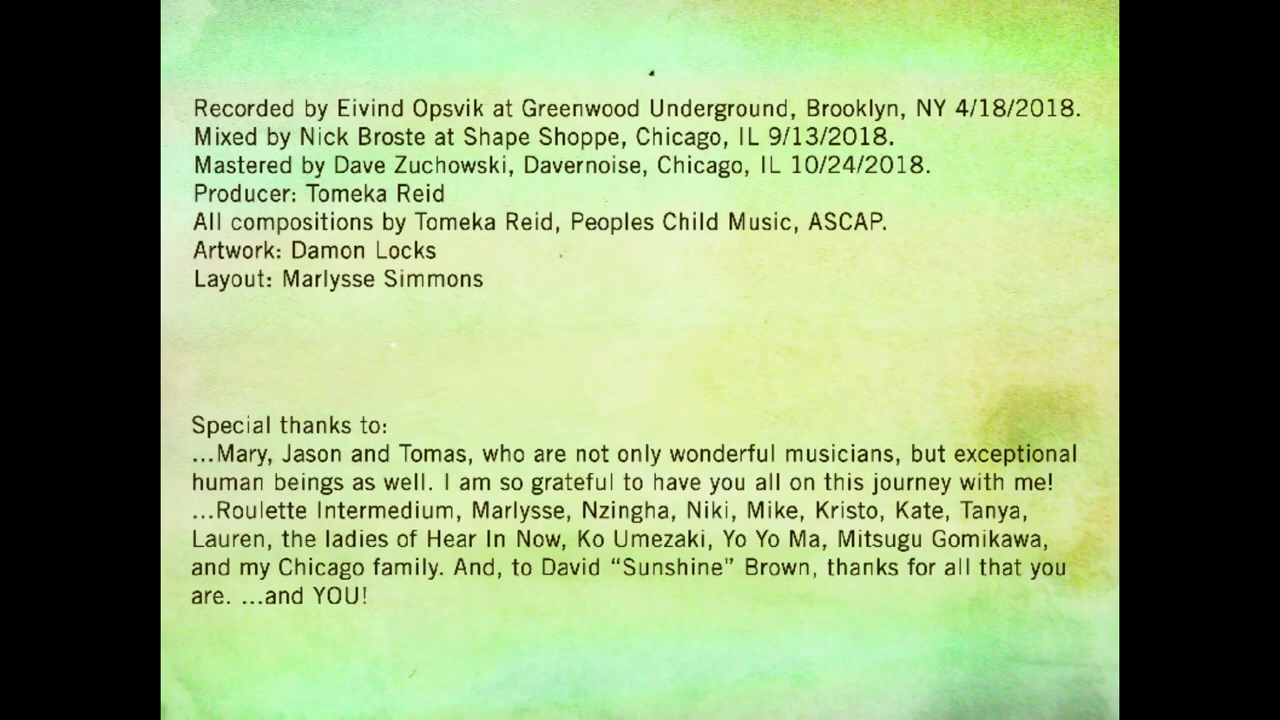 Recorded by Eivind Opsvik at Greenwood Underground, Brooklyn, NY 4/18/2018.
Mixed by Nick Broste at Shape Shoppe, Chicago, IL 9/13/2018.
Mastered by Dave Zuchowski, Davernoise, Chicago, IL 10/24/2018.
Producer: Tomeka Reid
All compositions by Tomeka Reid, Peoples Child Music, ASCAP.
Artwork: Damon Locks
Layout: Marlysse Simmons
Special thanks to:
...Mary, Jason and Tomas, who are not only wonderful musicians, but exceptional
human beings as well. I am so grateful to have you all on this journey with me!
...Roulette Intermedium, Marlysse, Nzingha, Niki, Mike, Kristo, Kate, Tanya,
Lauren, the ladies of Hear In Now, Ko Umezaki, Yo Yo Ma, Mitsugu Gomikawa,
and my Chicago family. And, to David “Sunshine” Brown, thanks for all that you
are. ...and YOU!